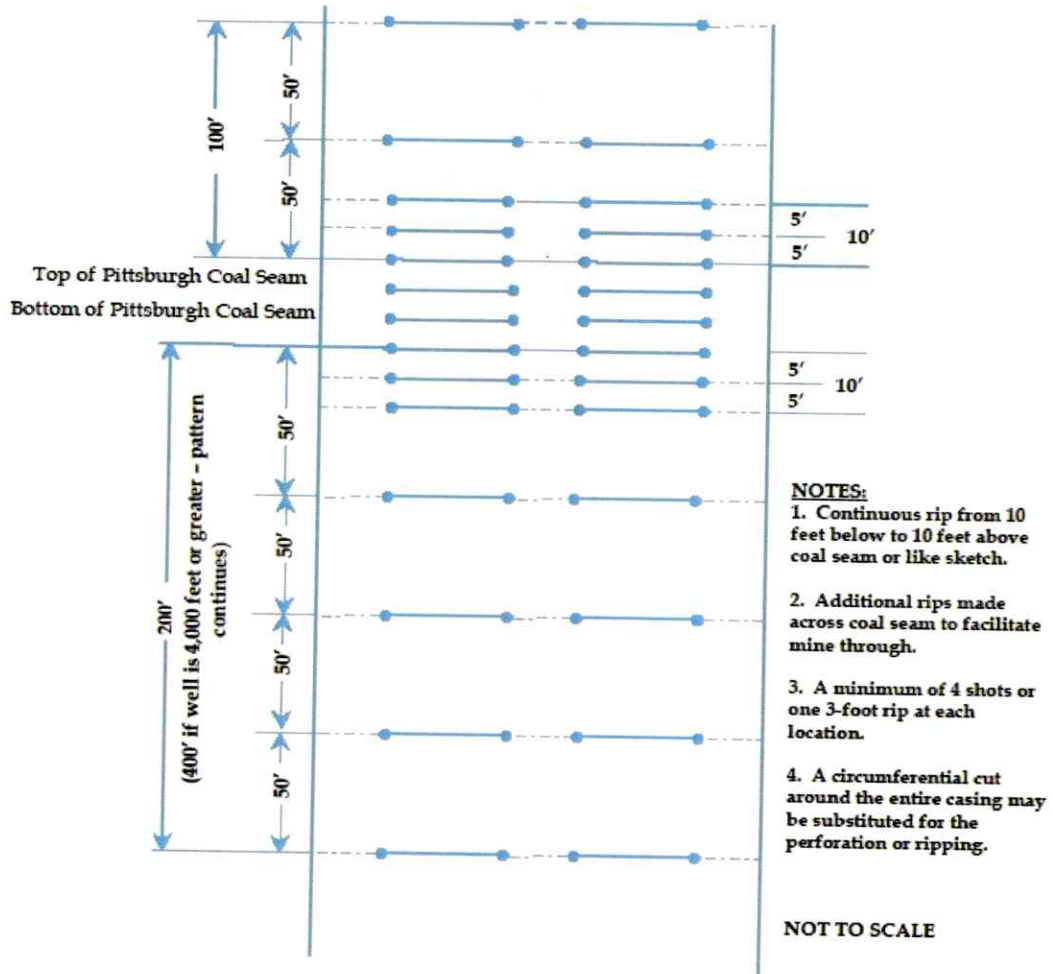 50'
100'
50'
5'
10'
5'
Top of Pittsburgh Coal Seam
Bottom of Pittsburgh Coal Seam
5'
10'
5'
50'
200'
(400' if well is 4,000 feet or greater – pattern
continues)
50'
50'
50'
NOTES:
1. Continuous rip from 10
feet below to 10 feet above
coal seam or like sketch.
2. Additional rips made
across coal seam to facilitate
mine through.
3. A minimum of 4 shots or
one 3-foot rip at each
location.
4. A circumferential cut
around the entire casing may
be substituted for the
perforation or ripping.
NOT TO SCALE